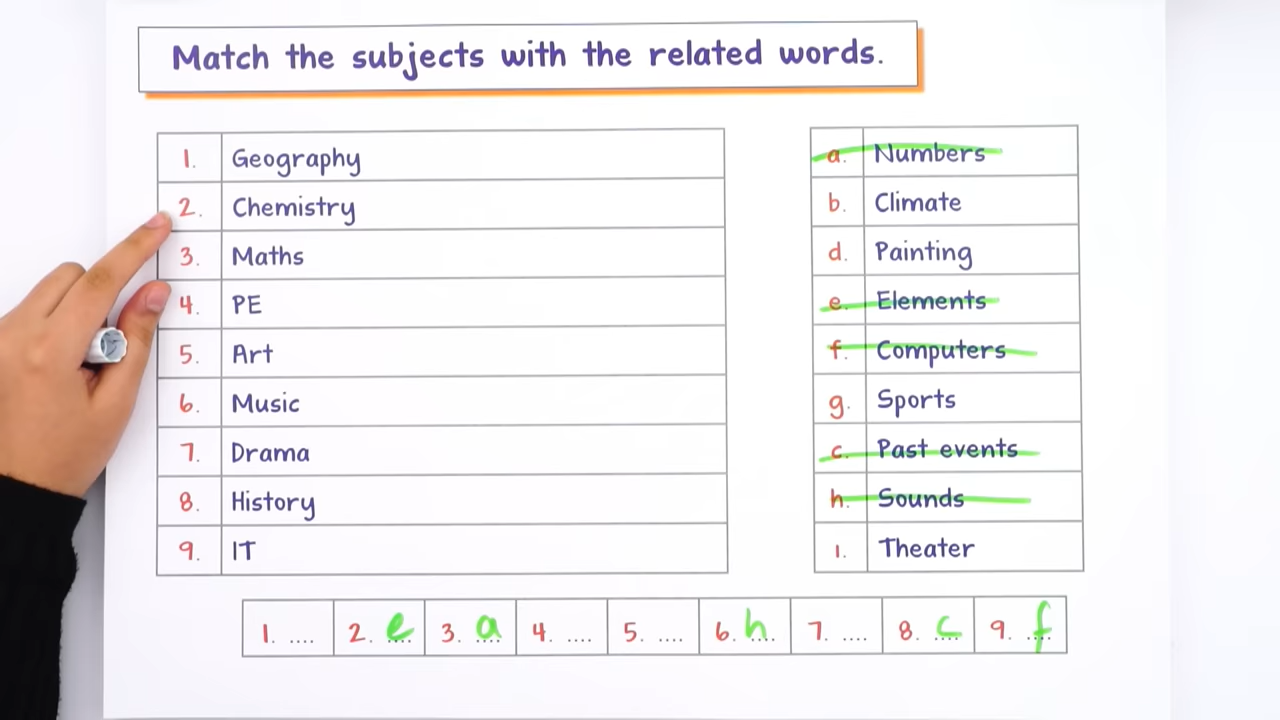 Match the subjects with the related words.
1. Geography
2. Chemistry
3. Maths
4. PE
5. Art
6. Music
7. Drama
8. History
9. IT
a. Numbers
b. Climate
d. Painting
e. Elements
f. Computers
g. Sports
c. Past events
h. Sounds
ı. Theater
1. .... 2. e 3. a 4. .... 5. .... 6. h 7. .... 8. c 9. f